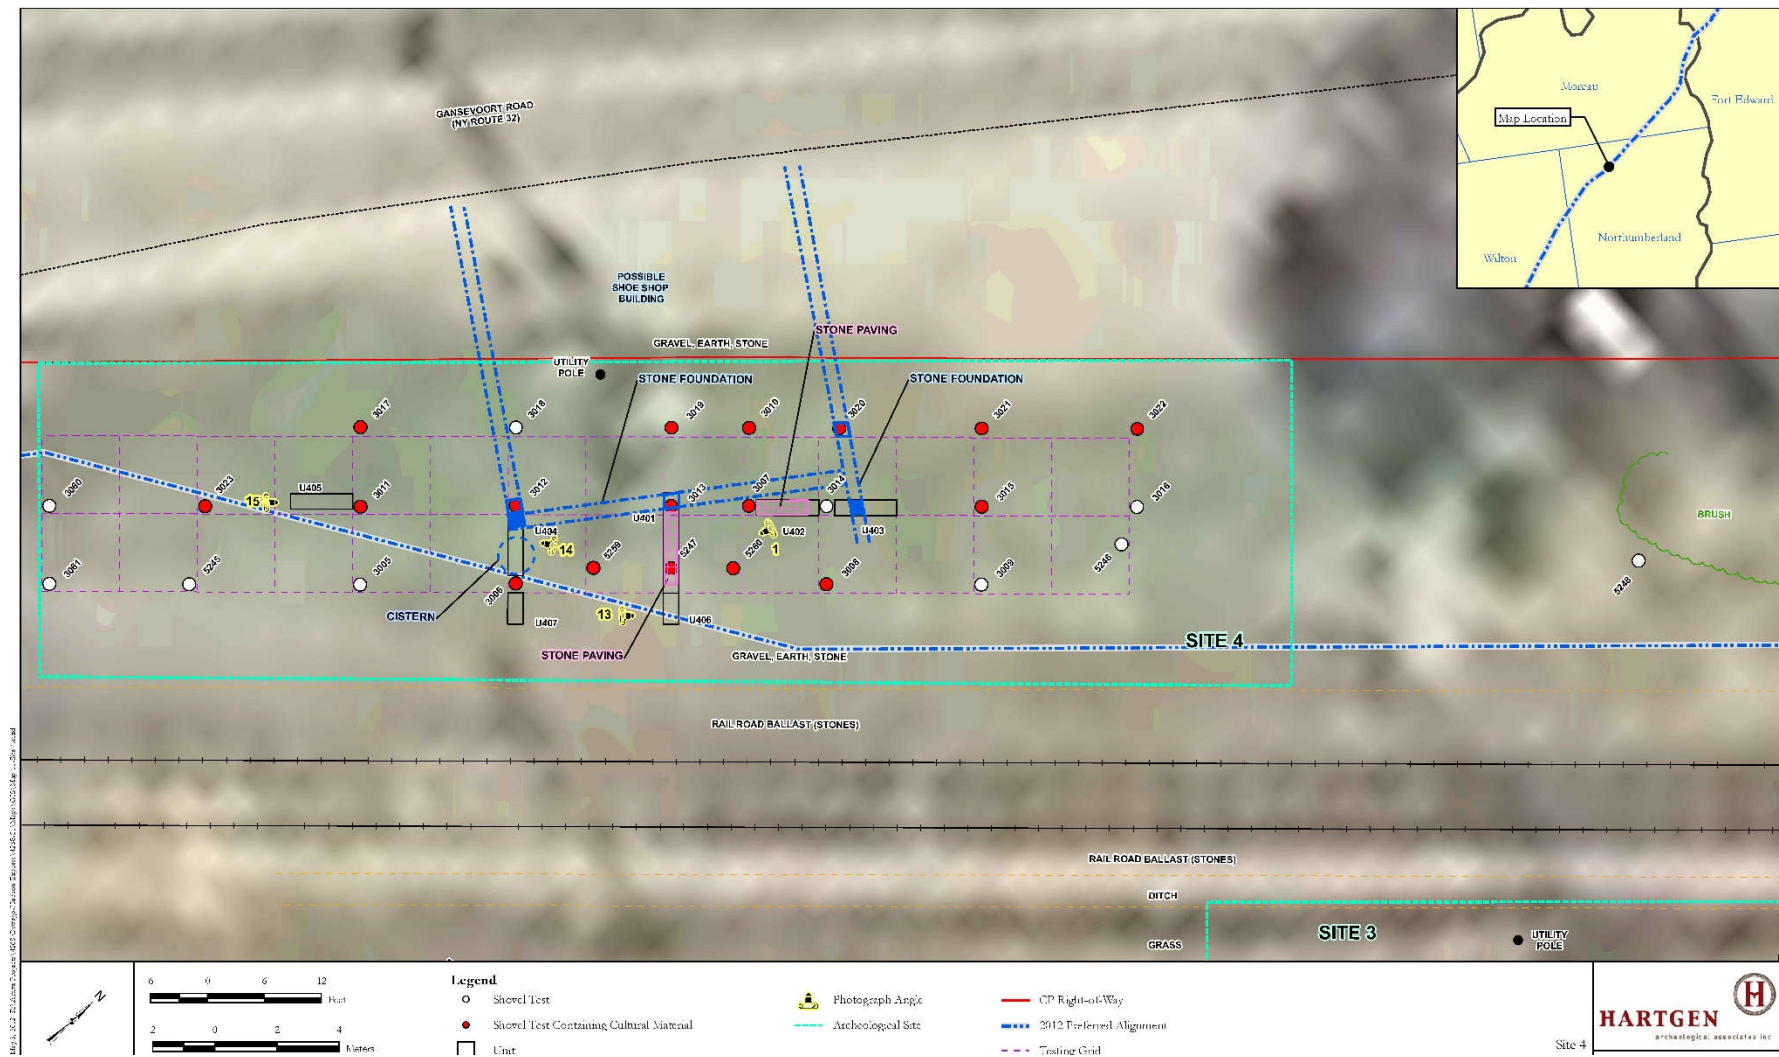 GANSEVOORT ROAD
(NY ROUTE 32)
Moreau
Fort Edward
Map Location
Northumberland
Wilton
POSSIBLE
SHOE SHOP
BUILDING
STONE PAVING
GRAVEL, EARTH, STONE
UTILITY
POLE
STONE FOUNDATION
STONE FOUNDATION
3017
3018
3019
3010
3020
3021
3022
3060
3023
15
U405
3011
3012
3013
3007
3014
3015
3016
BRUSH
U401
U404
U402
U403
14
1
3061
5245
3005
3006
5259
5247
5260
3008
3009
5246
5248
CISTERN
U407
13
U406
STONE PAVING
GRAVEL, EARTH, STONE
SITE 4
RAIL ROAD BALLAST (STONES)
RAIL ROAD BALLAST (STONES)
DITCH
GRASS
SITE 3
UTILITY
POLE
N
6 0 6 12
Feet
2 0 2 4
Meters
Legend
Shovel Test
Shovel Test Containing Cultural Material
Unit
Photograph Angle
Archeological Site
CP Right-of-Way
2012 Preferred Alignment
Testing Grid
Site 4
H
HARTGEN
archeological associates inc